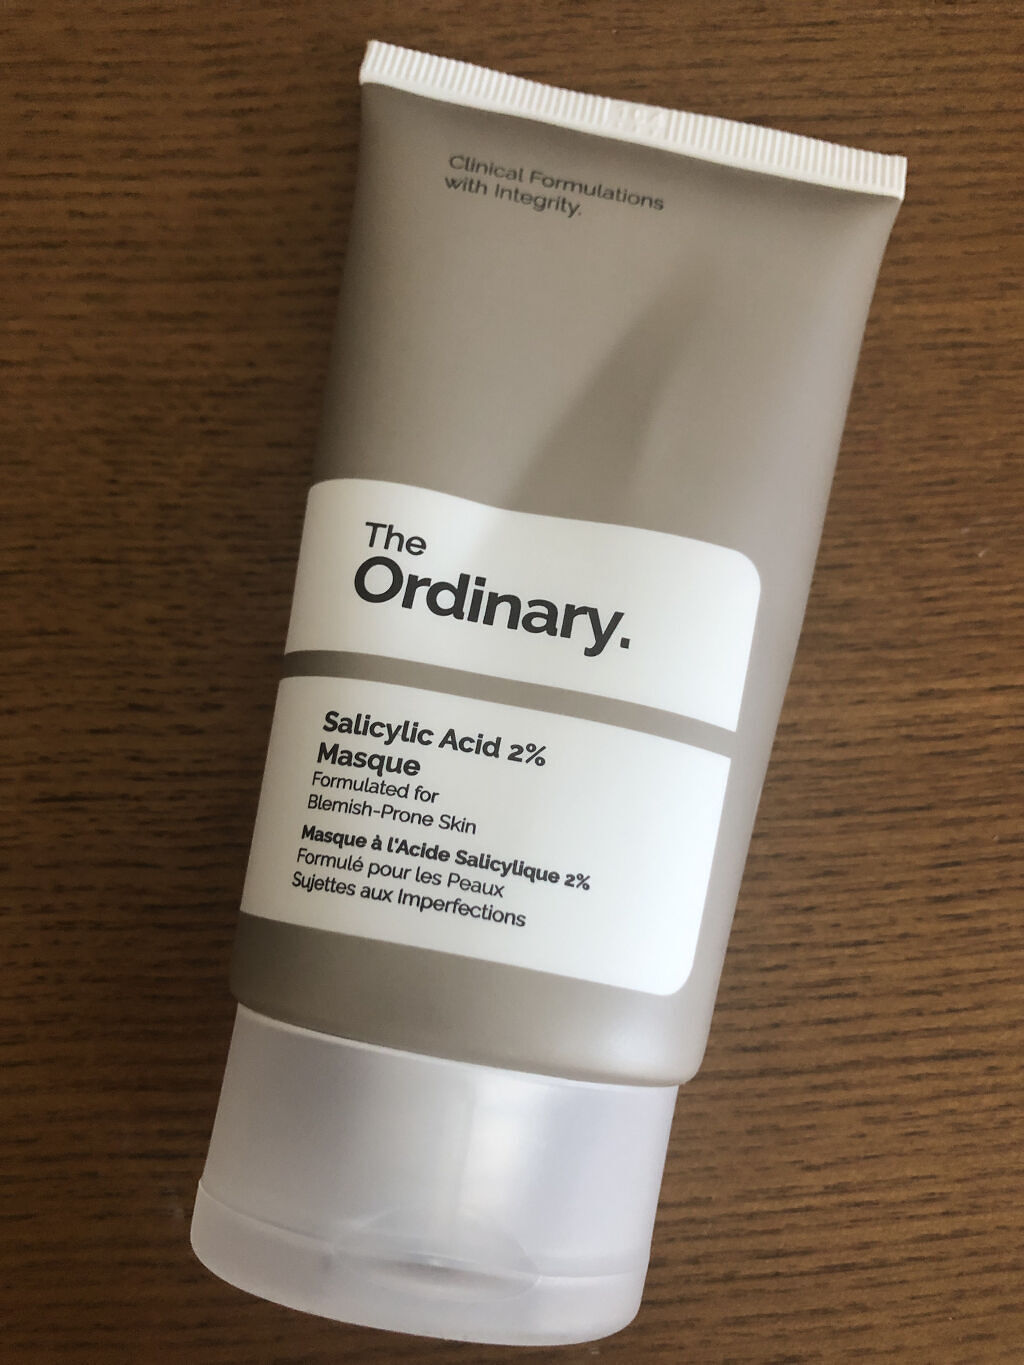 Clinical Formulations
with Integrity.
The
Ordinary.
Salicylic Acid 2%
Masque
Formulated for
Blemish-Prone Skin
Masque à l'Acide Salicylique 2%
Formulé pour les Peaux
Sujettes aux Imperfections